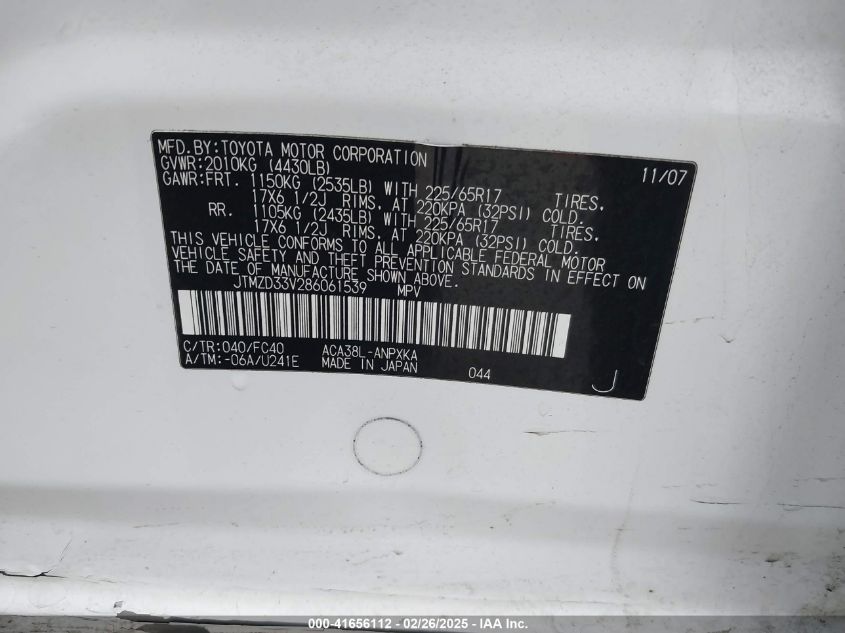 MFD.BY:TOYOTA MOTOR CORPORATION 11/07
GVWR:2010KG (4430LB)
GAWR:FRT. 1150KG (2535LB) WITH 225/65R17 TIRES,
17X6 1/2J RIMS, AT 220KPA (32PSI) COLD.
RR. 1105KG (2435LB) WITH 225/65R17 TIRES,
17X6 1/2J RIMS, AT 220KPA (32PSI) COLD.
THIS VEHICLE CONFORMS TO ALL APPLICABLE FEDERAL MOTOR
VEHICLE SAFETY AND THEFT PREVENTION STANDARDS IN EFFECT ON
THE DATE OF MANUFACTURE SHOWN ABOVE.
JTMZD33V286061539 MPV
C/TR:040/FC40 ACA38L-ANPXKA
A/TM:-06A/U241E MADE IN JAPAN 044 J
000-41656112 - 02/26/2025 - IAA Inc.